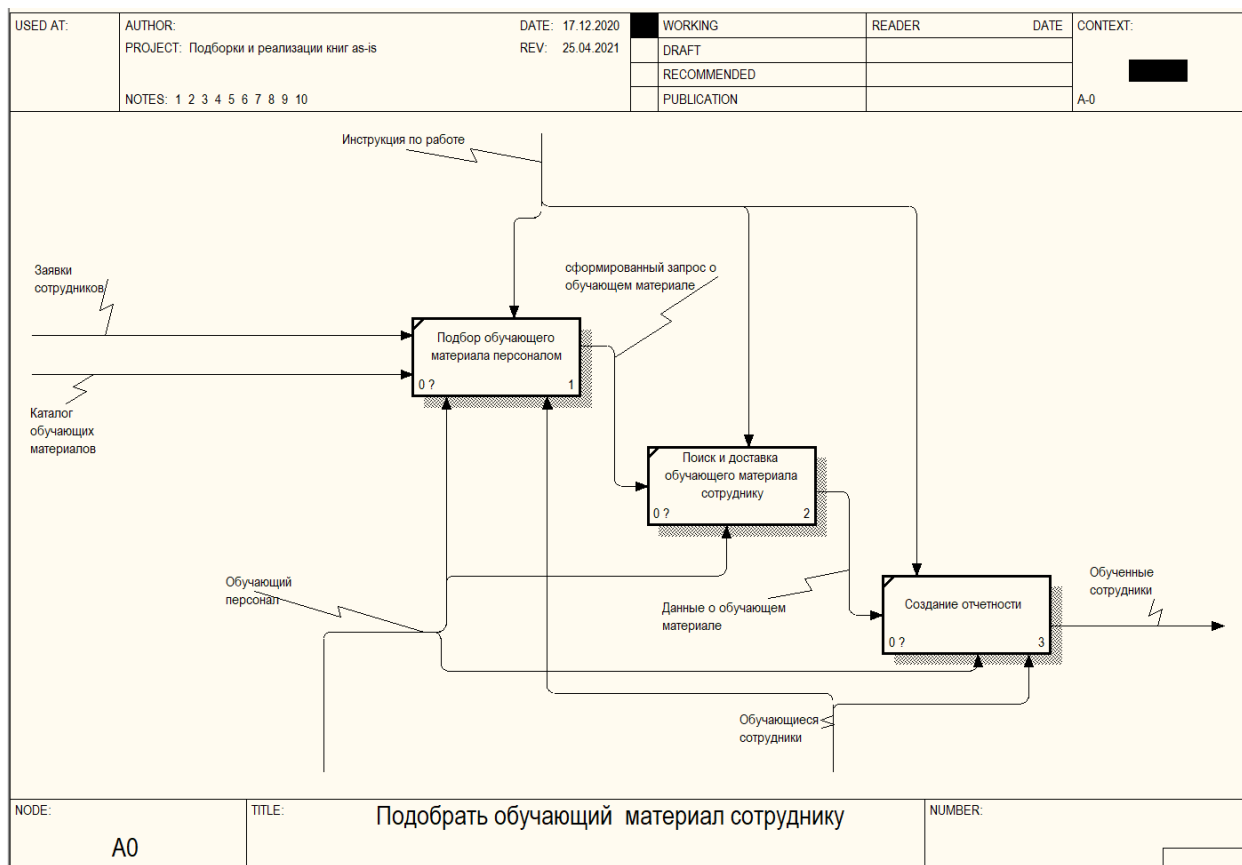 USED AT:
AUTHOR:
DATE: 17.12.2020
PROJECT: Подборки и реализации книг as-is
REV: 25.04.2021
NOTES: 1 2 3 4 5 6 7 8 9 10
WORKING
DRAFT
RECOMMENDED
PUBLICATION
READER
DATE
CONTEXT:
A-0
Инструкция по работе
Заявки
сотрудников
сформированный запрос о
обучающем материале
Подбор обучающего
материала персоналом
0 ?
1
Каталог
обучающих
материалов
Поиск и доставка
обучающего материала
сотруднику
0 ?
2
Обучающий
персонал
Данные о обучающем
материале
Создание отчетности
0 ?
3
Обученные
сотрудники
Обучающиеся
сотрудники
NODE:
A0
TITLE:
Подобрать обучающий материал сотруднику
NUMBER: